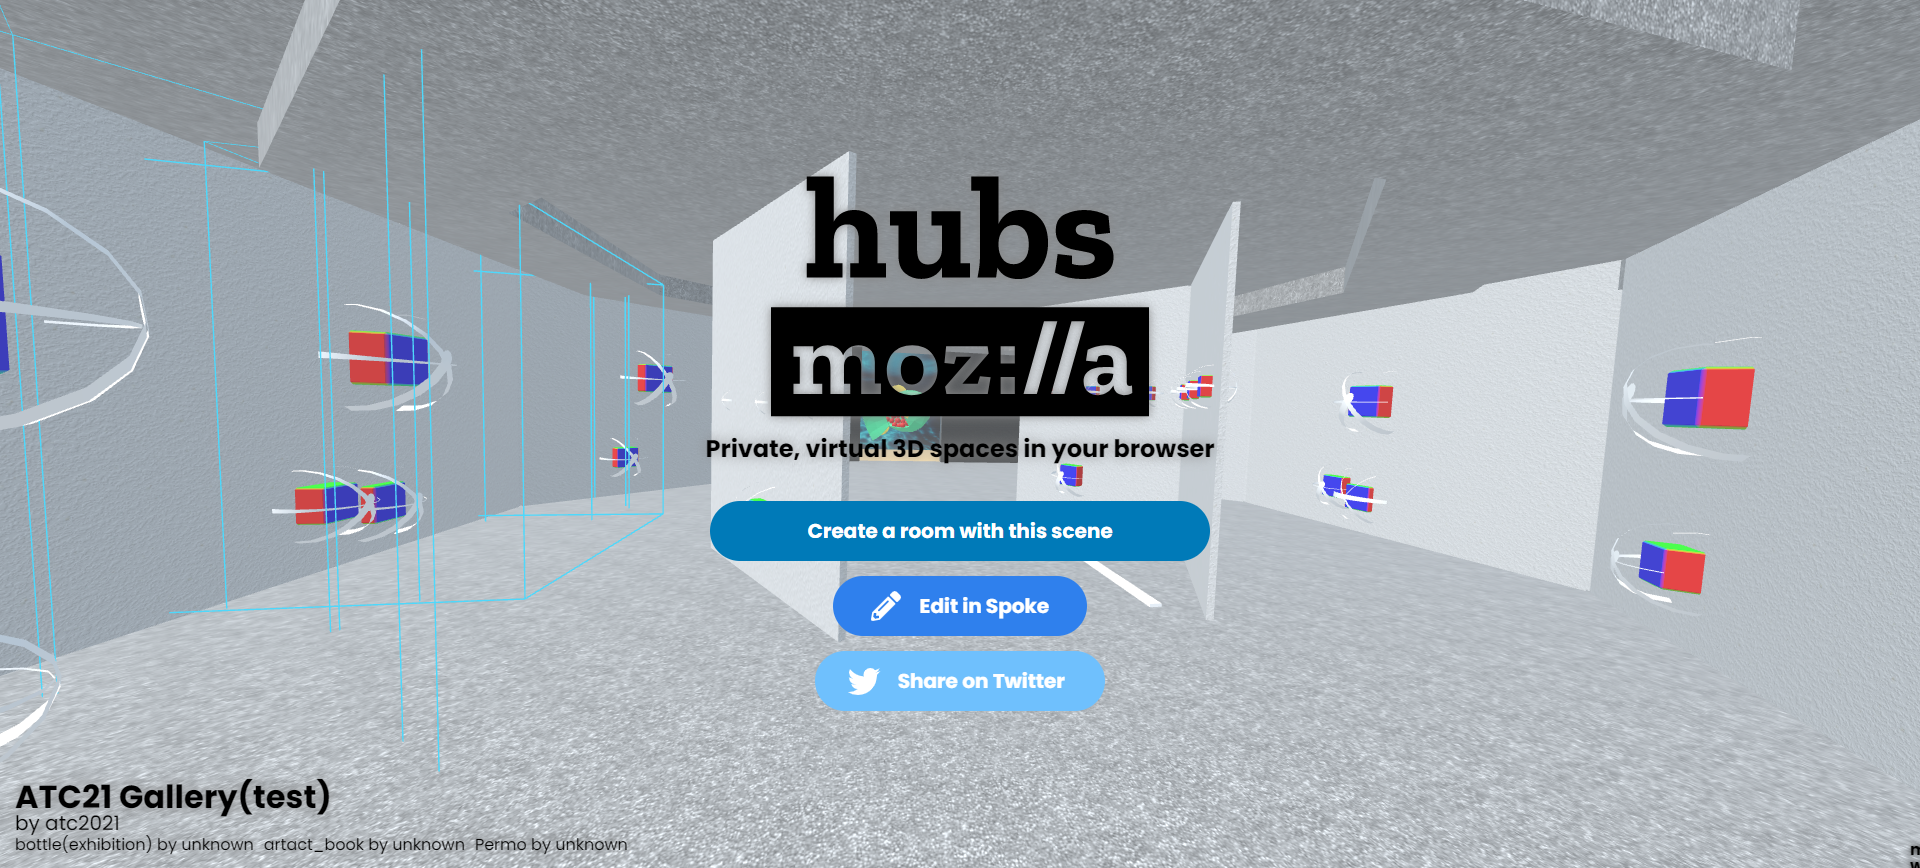 hubs
moz://a
Private, virtual 3D spaces in your browser
Create a room with this scene
Edit in Spoke
Share on Twitter
ATC21 Gallery(test)
by atc2021
bottle(exhibition) by unknown artact_book by unknown Permo by unknown